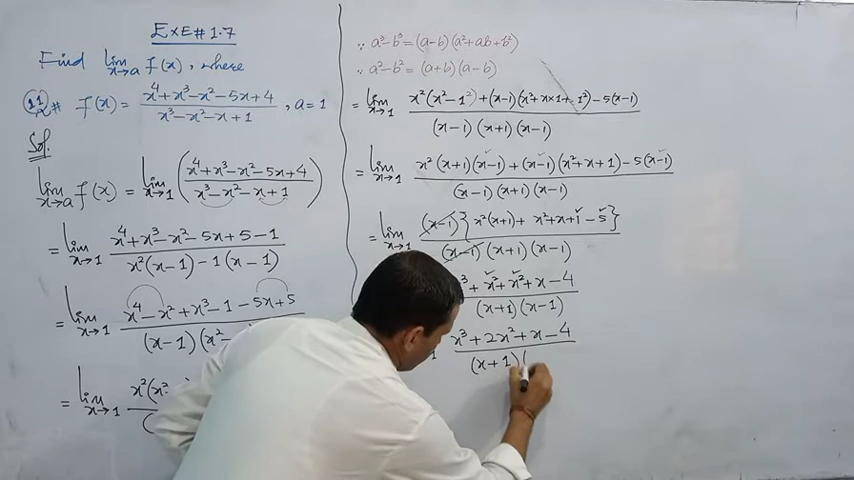 EXE# 1.7
Find lim x→a f(x), where
Q11# f(x) = (x⁴+x³-x²-5x+4)/(x³-x²-x+1), a=1
Sol
lim x→a f(x) = lim x→1 ((x⁴+x³-x²-5x+4)/(x³-x²-x+1))
= lim x→1 (x⁴+x³-x²-5x+5-1)/(x²(x-1)-1(x-1))
= lim x→1 (x⁴-x²+x³-1-5x+5)/((x-1)(x²-
= lim x→1 x²(x²-
∵ a³-b³=(a-b)(a²+ab+b²)
∵ a²-b²=(a+b)(a-b)
= lim x→1 (x²(x²-1²)+(x-1)(x²+x×1+1²)-5(x-1))/((x-1)(x+1)(x-1))
= lim x→1 (x²(x+1)(x-1)+(x-1)(x²+x+1)-5(x-1))/((x-1)(x+1)(x-1))
= lim x→1 ((x-1){x²(x+1)+x²+x+1-5})/((x-1)(x+1)(x-1))
³+x²+x²+x-4/((x+1)(x-1))
1 (x³+2x²+x-4)/((x+1)(